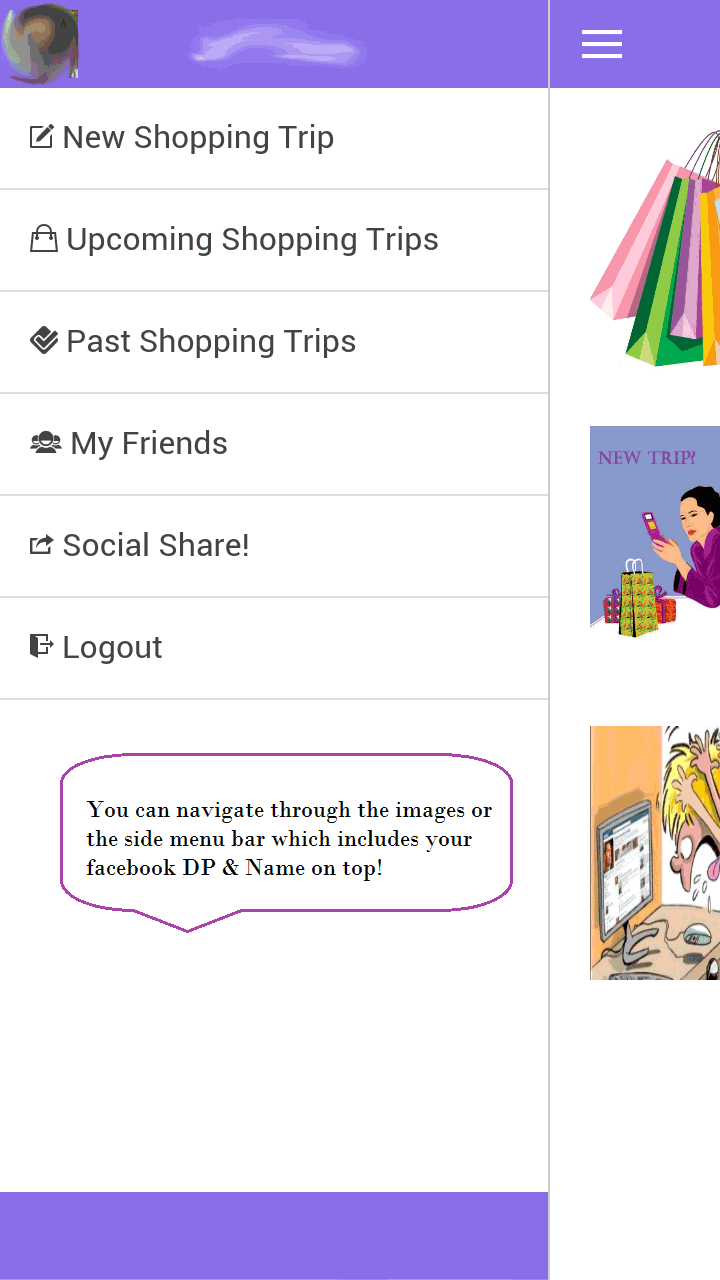 New Shopping Trip
Upcoming Shopping Trips
Past Shopping Trips
My Friends
Social Share!
Logout
You can navigate through the images or
the side menu bar which includes your
facebook DP & Name on top!
NEW TRIP?